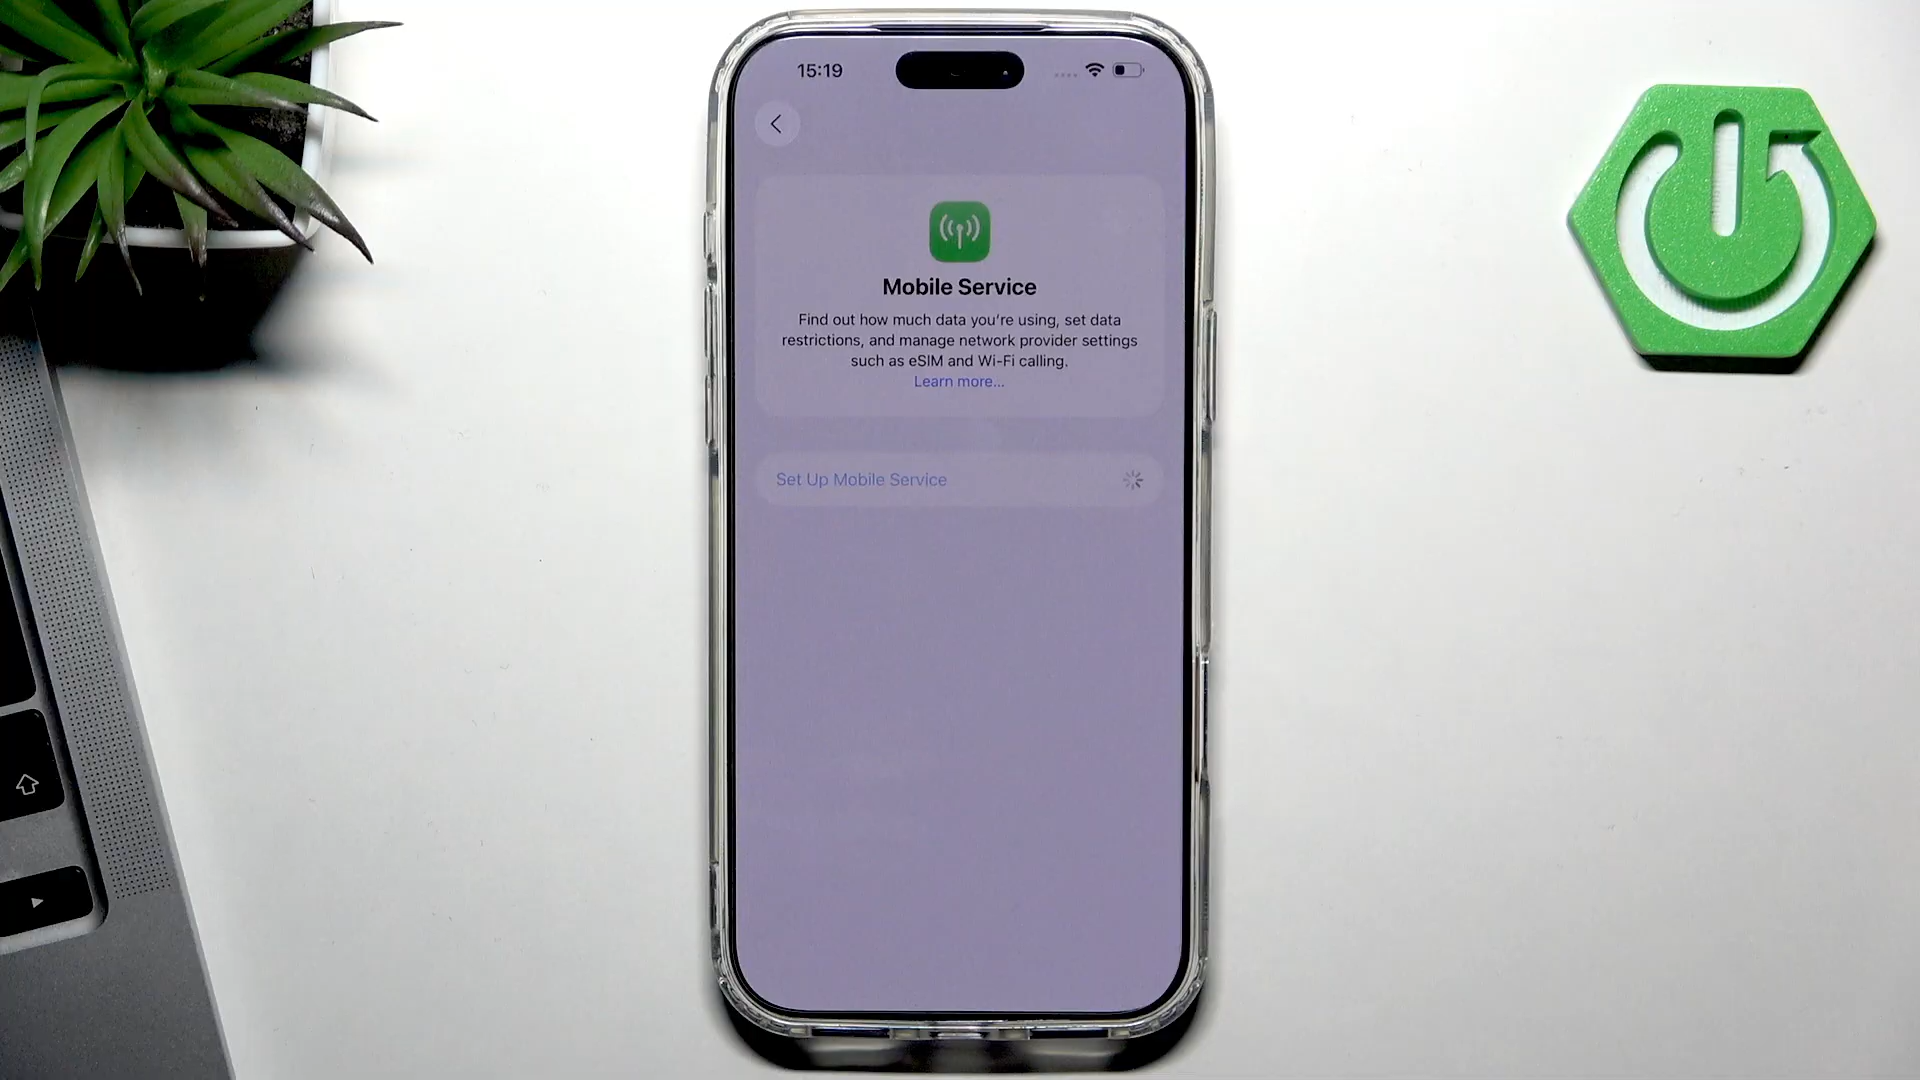 15:19
Mobile Service
Find out how much data you're using, set data
restrictions, and manage network provider settings
such as eSIM and Wi-Fi calling.
Learn more...
Set Up Mobile Service